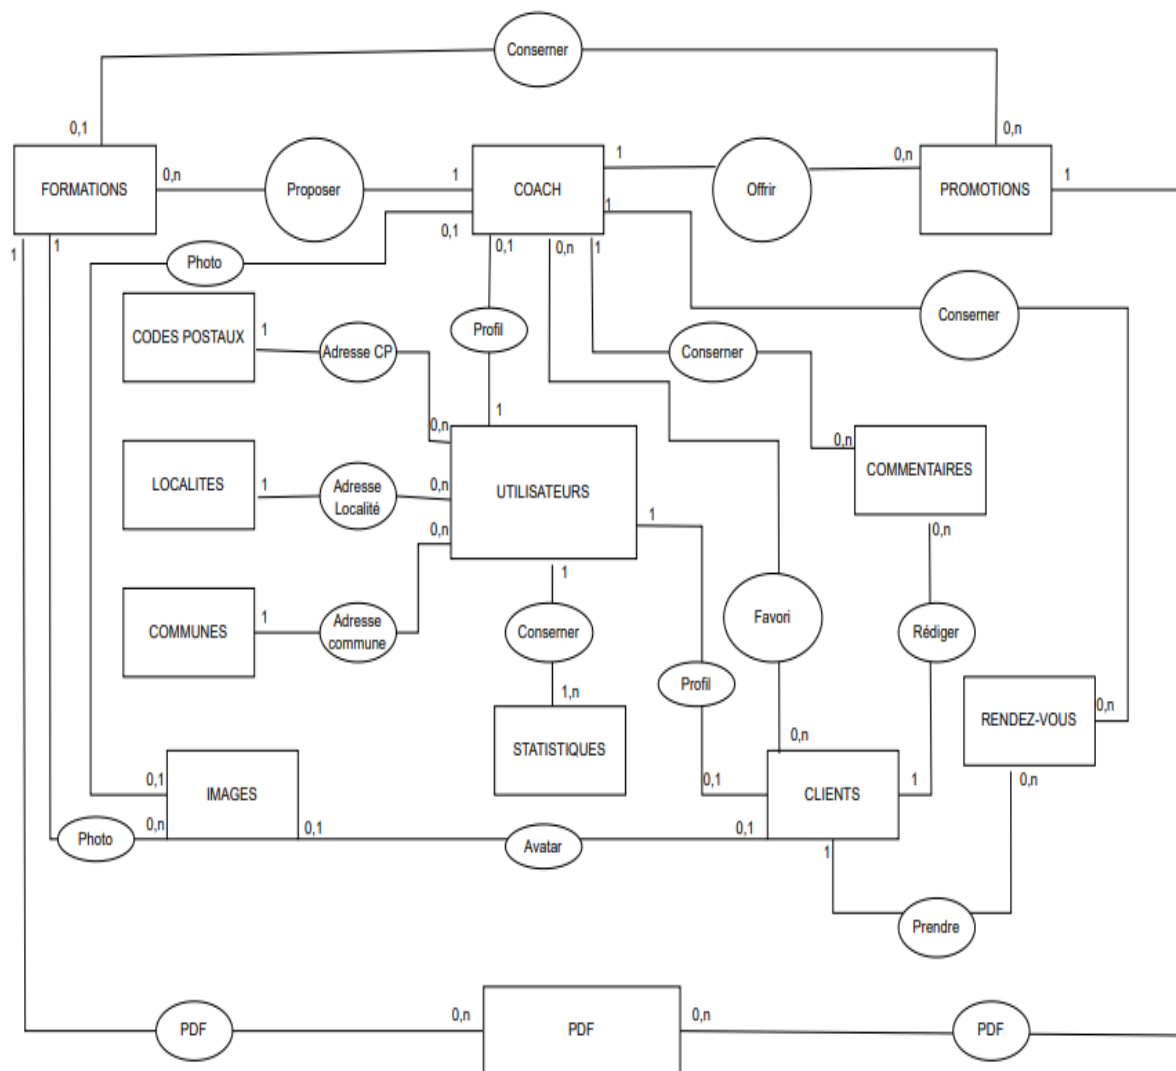 Conserner
0,1
0,n
FORMATIONS
0,n
Proposer
1
COACH
1
Offrir
0,n
PROMOTIONS
1
1
1
1
0,1
0,1
0,n
1
Photo
Conserner
CODES POSTAUX
1
Adresse CP
Profil
Conserner
1
0,n
0,n
COMMENTAIRES
LOCALITES
1
Adresse
Localité
0,n
UTILISATEURS
1
0,n
0,n
1
COMMUNES
1
Adresse
commune
Conserner
Favori
Rédiger
Profil
1,n
STATISTIQUES
0,n
RENDEZ-VOUS
0,n
0,1
IMAGES
0,1
CLIENTS
1
0,n
Photo
0,n
0,1
Avatar
0,1
1
Prendre
PDF
0,n
PDF
0,n
PDF